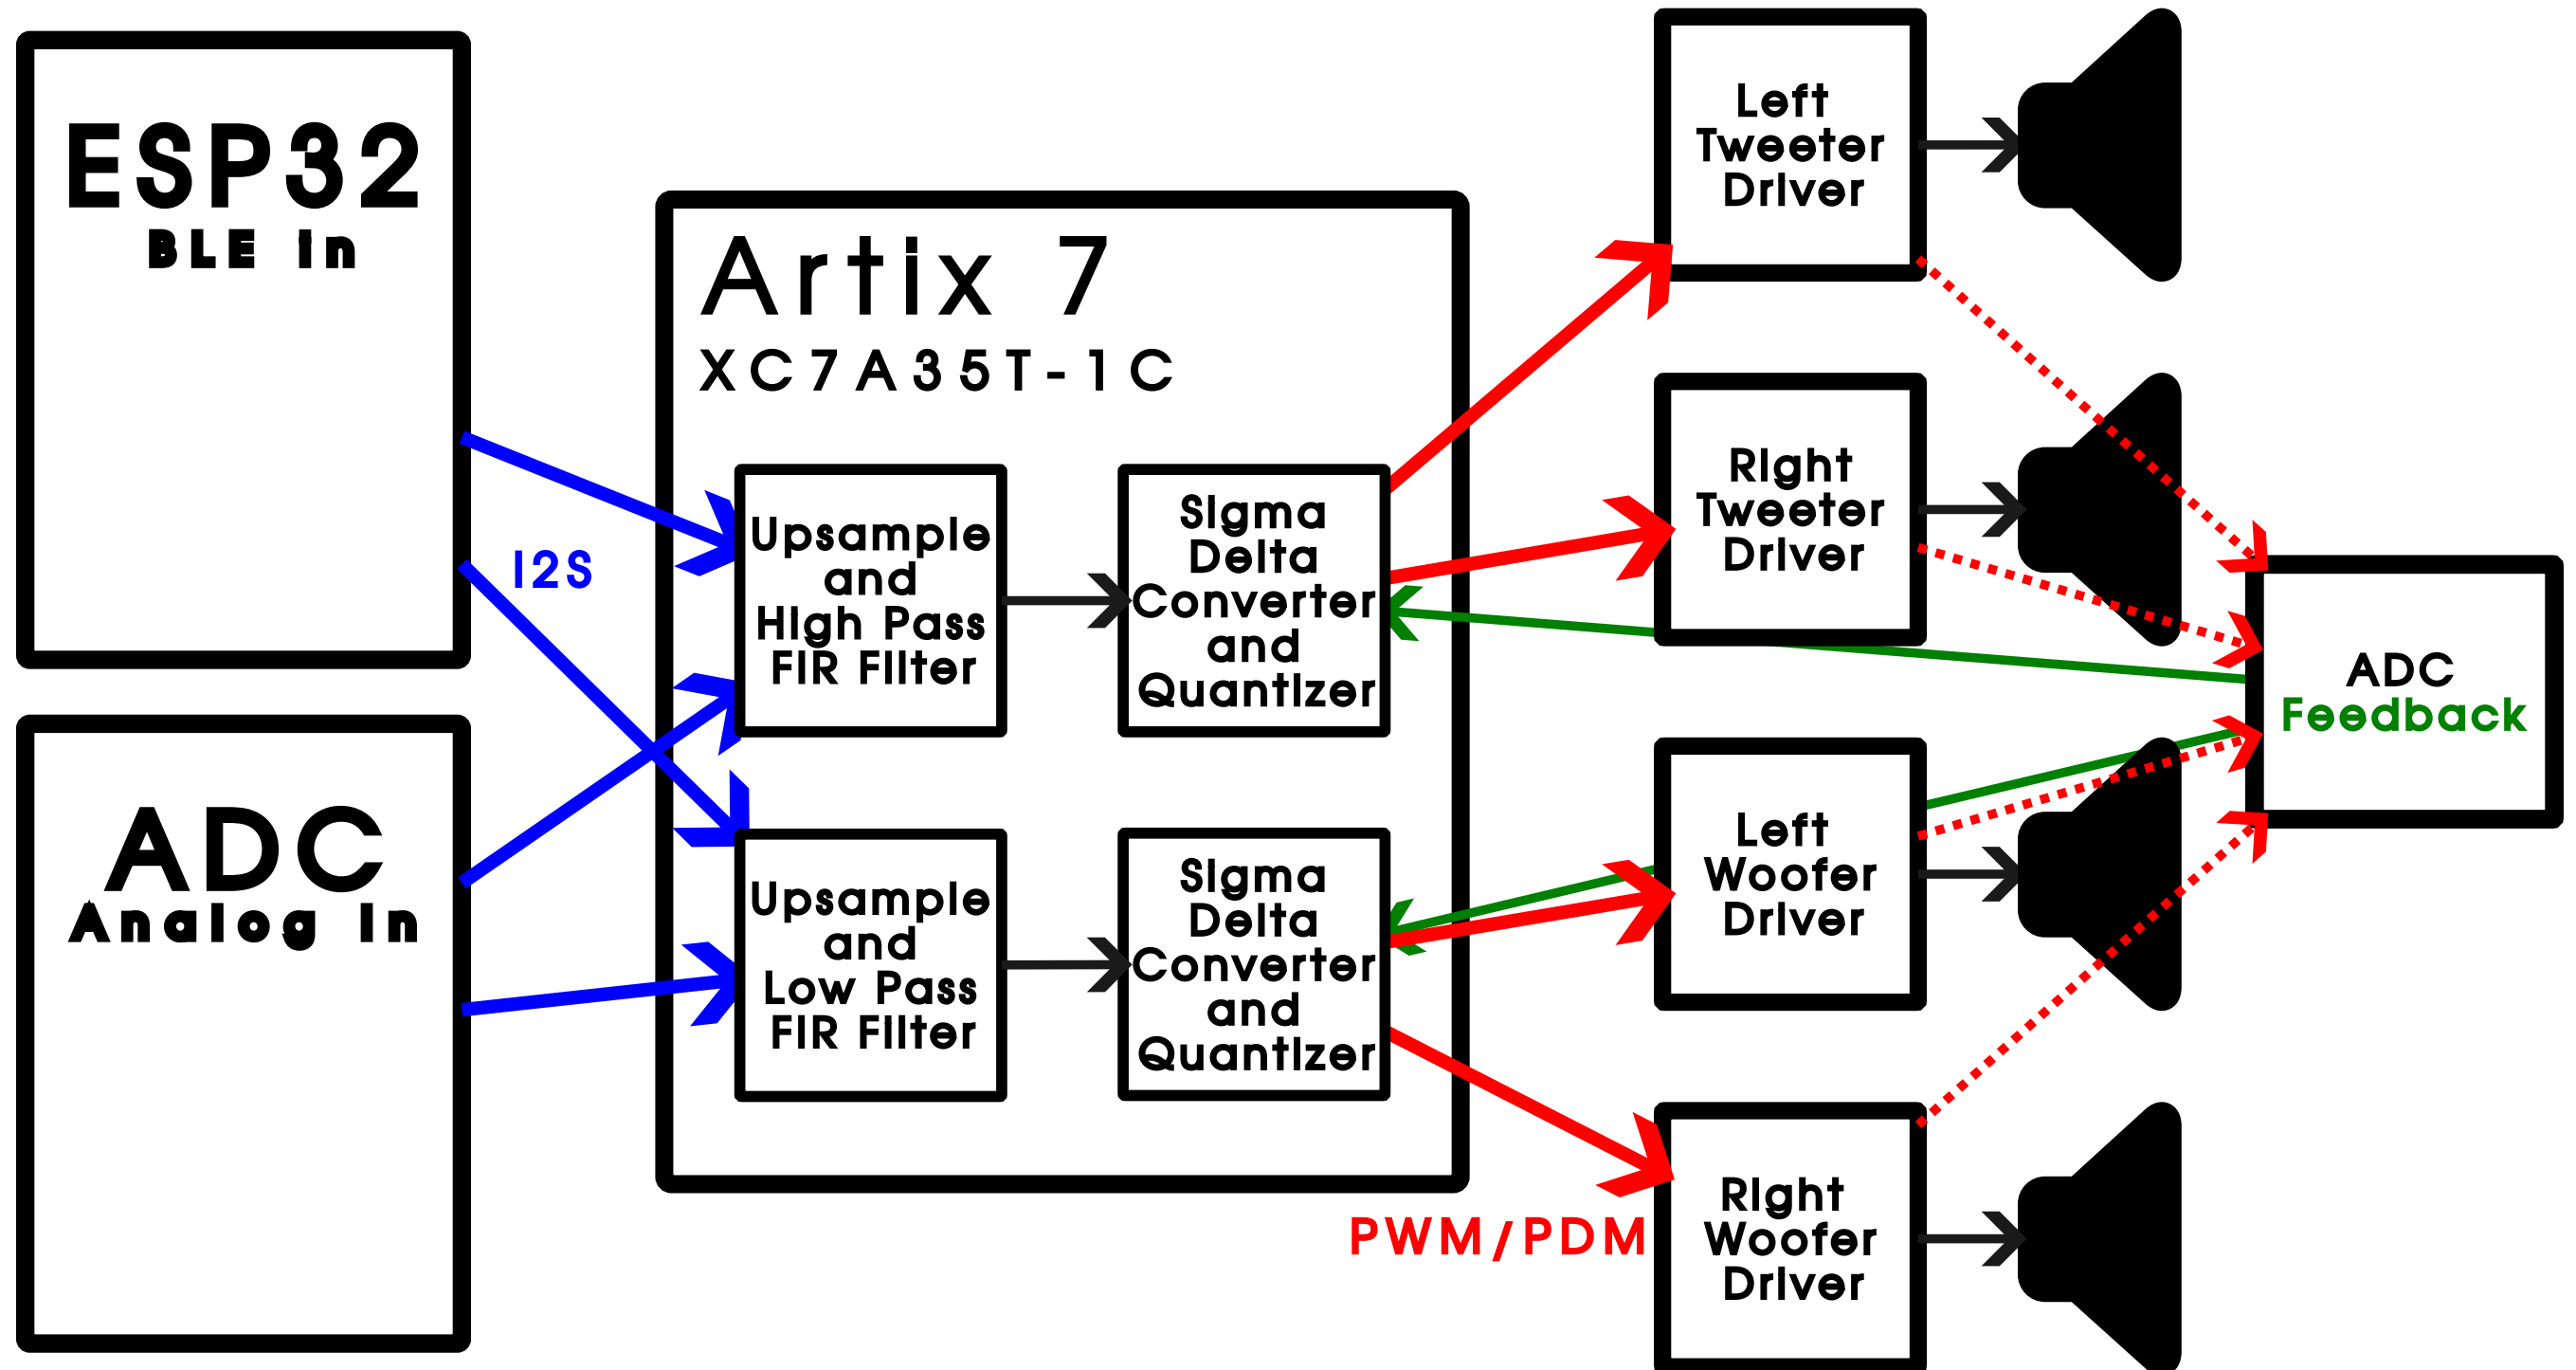 ESP32
BLE in
I2S
ADC
Analog in
Artix 7
XC7A35T-1C
Upsample
and
High Pass
FIR Filter
Sigma
Delta
Converter
and
Quantizer
Upsample
and
Low Pass
FIR Filter
Sigma
Delta
Converter
and
Quantizer
PWM/PDM
Left
Tweeter
Driver
Right
Tweeter
Driver
Left
Woofer
Driver
Right
Woofer
Driver
ADC
Feedback